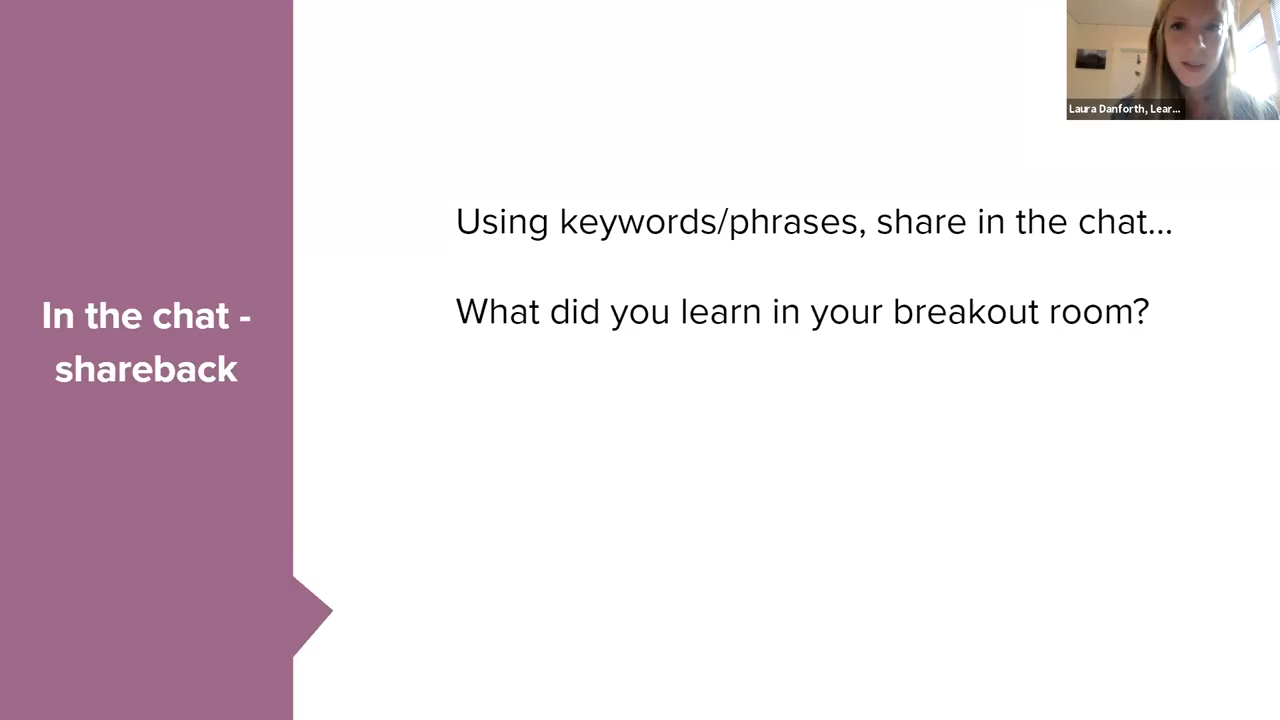 In the chat -
shareback
Using keywords/phrases, share in the chat...
What did you learn in your breakout room?
Laura Danforth, Lear...